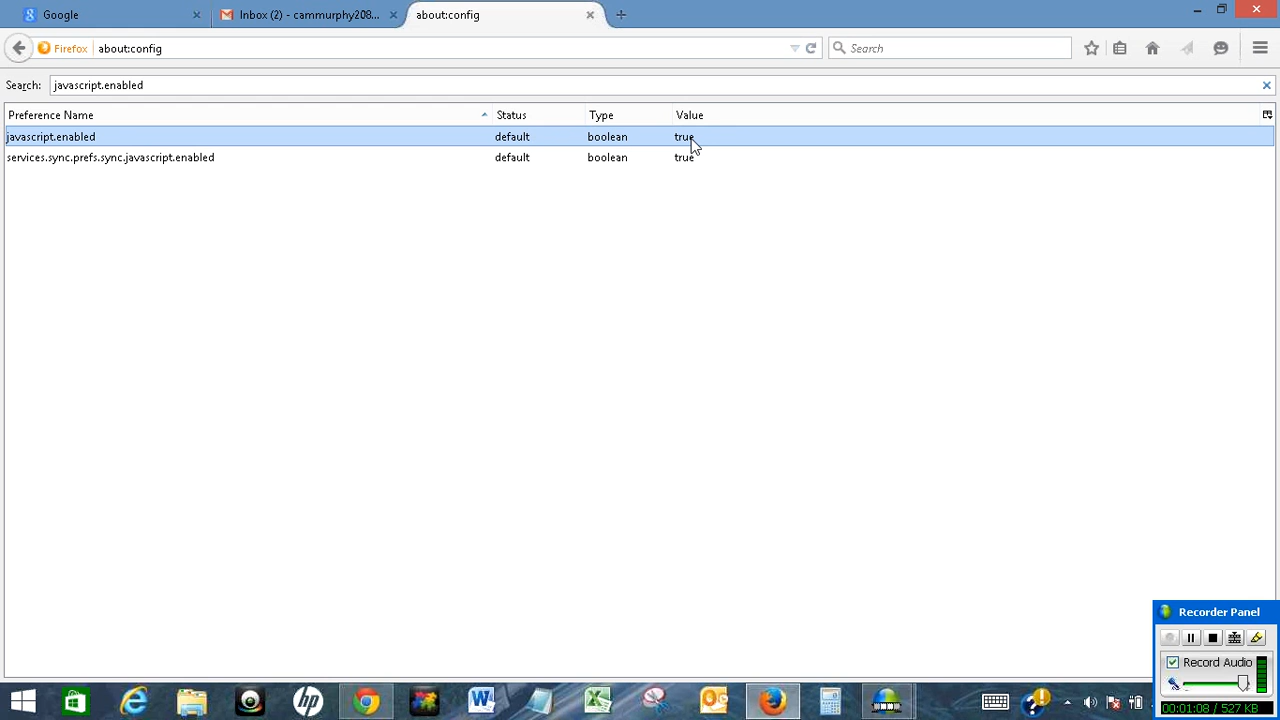 Google
Inbox (2) - cammurphy208...
about:config
Firefox
about:config
Search
Search: javascript.enabled
Preference Name Status Type Value
javascript.enabled default boolean true
services.sync.prefs.sync.javascript.enabled default boolean true
Recorder Panel
Record Audio
00:01:08 / 527 KB